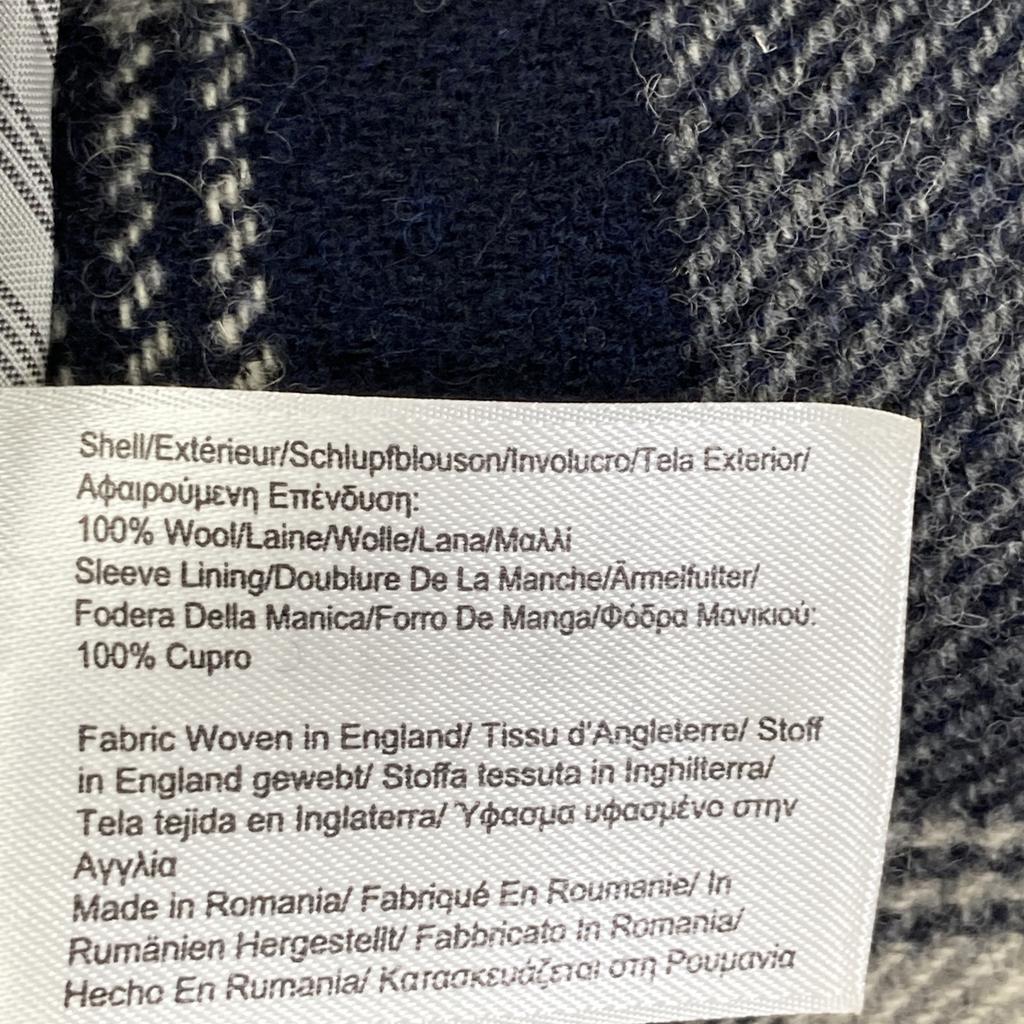 Shell/Extérieur/Schlupfblouson/Involucro/Tela Exterior/
Αφαιρούμενη Επένδυση:
100% Wool/Laine/Wolle/Lana/Μαλλί
Sleeve Lining/Doublure De La Manche/Ärmelfutter/
Fodera Della Manica/Forro De Manga/Φόδρα Μανικιού:
100% Cupro
Fabric Woven in England/ Tissu d'Angleterre/ Stoff
in England gewebt/ Stoffa tessuta in Inghilterra/
Tela tejida en Inglaterra/ Ύφασμα υφασμένο στην
Αγγλία
Made in Romania/ Fabriqué En Roumanie/ In
Rumänien Hergestellt/ Fabbricato In Romania/
Hecho En Rumania/ Κατασκευάζεται στη Ρουμανία